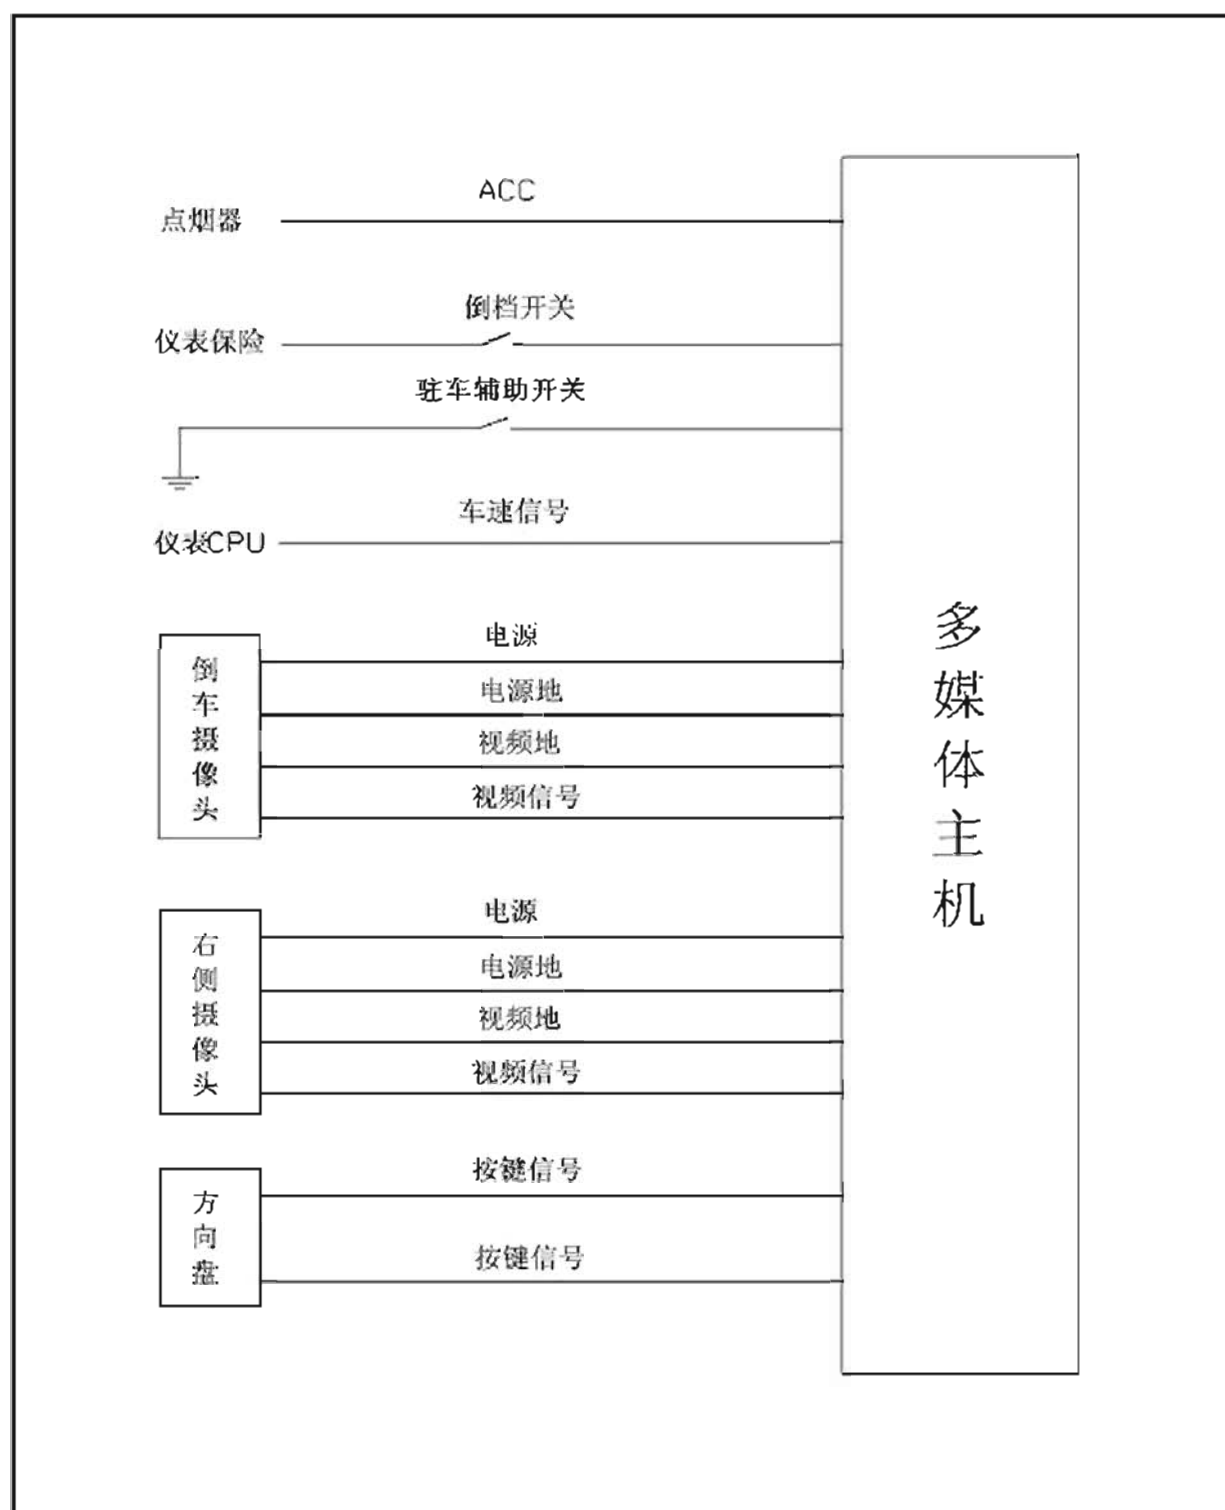 ACC
点烟器
倒档开关
仪表保险
驻车辅助开关
车速信号
仪表CPU
多媒体主机
倒车摄像头
电源
电源地
视频地
视频信号
右侧摄像头
电源
电源地
视频地
视频信号
方向盘
按键信号
按键信号